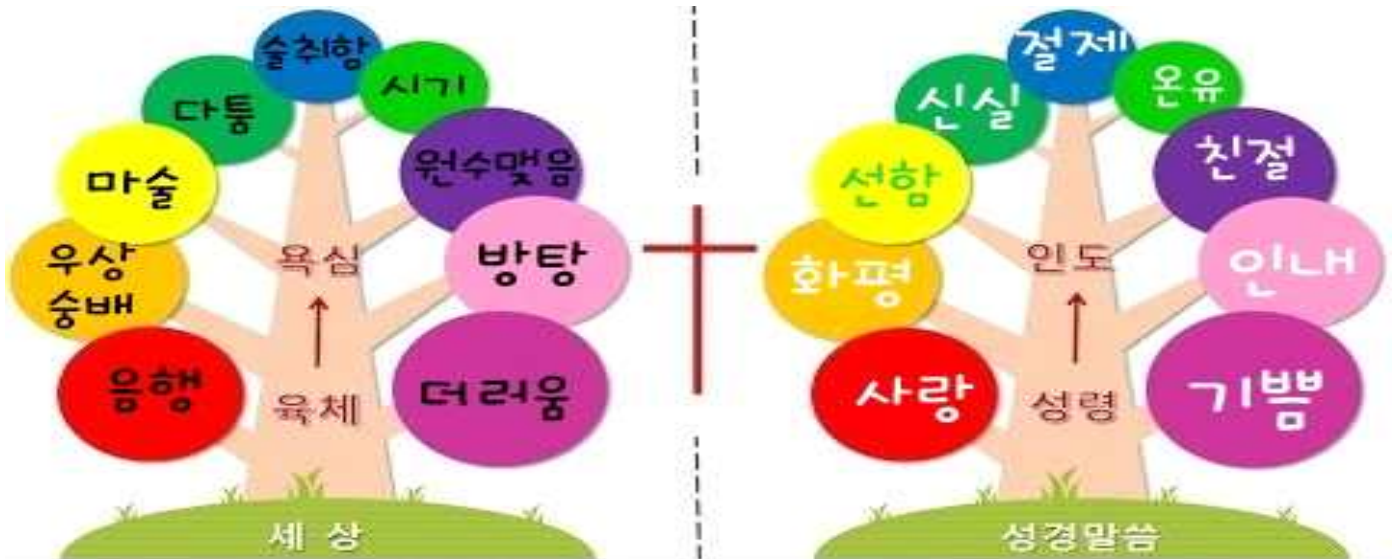 술취함
다툼
시기
마술
원수맺음
우상
숭배
욕심
방탕
음행
육체
더러움
세 상
절제
신실
온유
선함
친절
화평
인도
인내
사랑
성령
기쁨
성경말씀